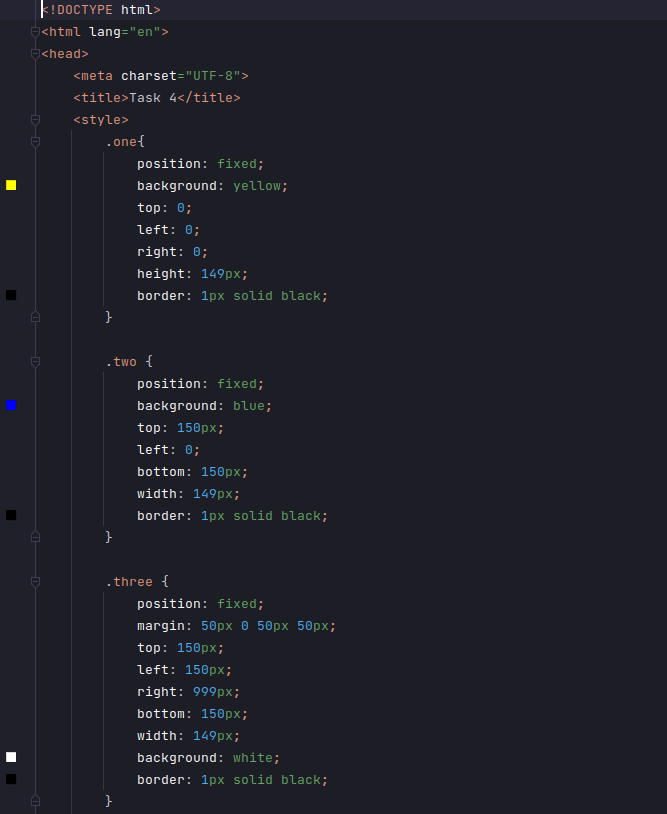 <!DOCTYPE html>
<html lang="en">
<head>
    <meta charset="UTF-8">
    <title>Task 4</title>
    <style>
        .one{
            position: fixed;
            background: yellow;
            top: 0;
            left: 0;
            right: 0;
            height: 149px;
            border: 1px solid black;
        }

        .two {
            position: fixed;
            background: blue;
            top: 150px;
            left: 0;
            bottom: 150px;
            width: 149px;
            border: 1px solid black;
        }

        .three {
            position: fixed;
            margin: 50px 0 50px 50px;
            top: 150px;
            left: 150px;
            right: 999px;
            bottom: 150px;
            width: 149px;
            background: white;
            border: 1px solid black;
        }